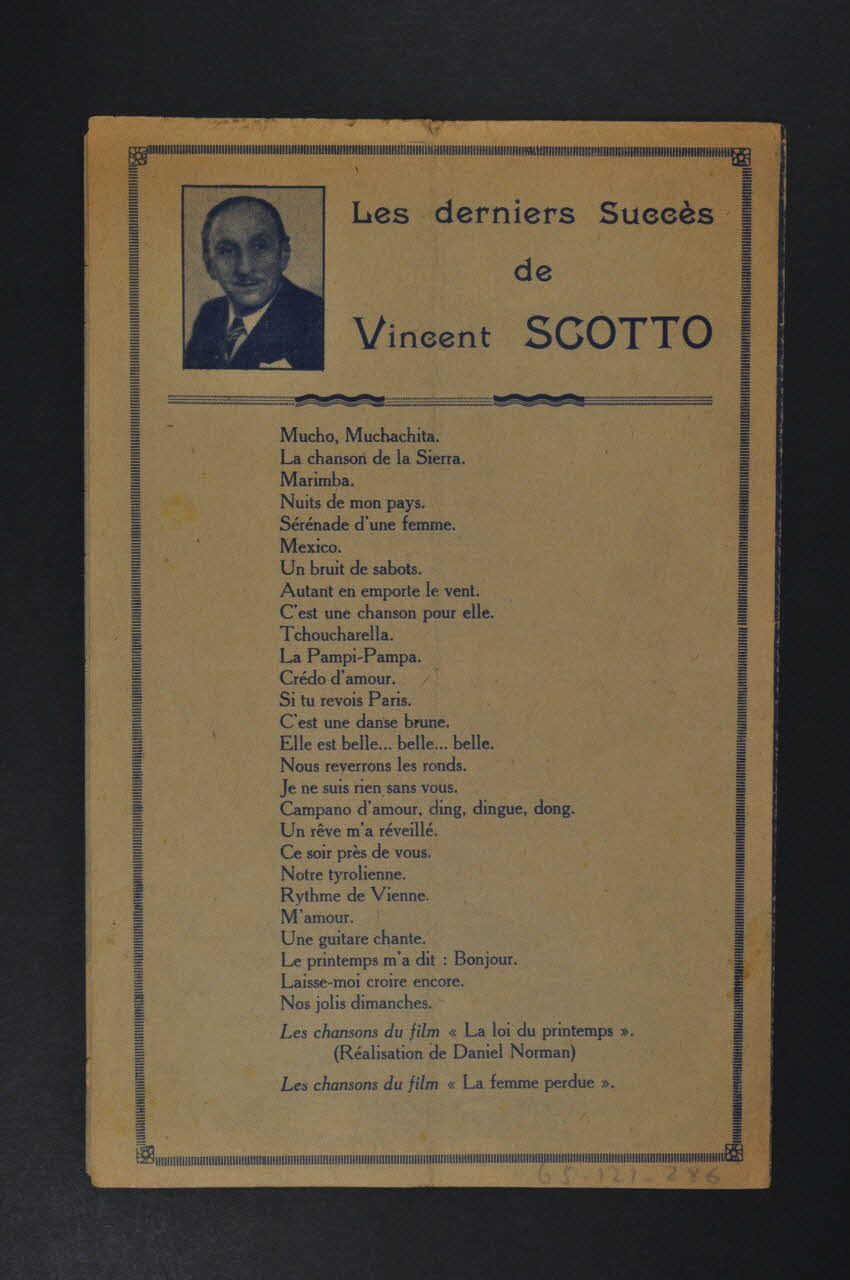 Les derniers Succès
de
Vincent SCOTTO
Mucho, Muchachita.
La chanson de la Sierra.
Marimba.
Nuits de mon pays.
Sérénade d'une femme.
Mexico.
Un bruit de sabots.
Autant en emporte le vent.
C'est une chanson pour elle.
Tchoucharella.
La Pampi-Pampa.
Crédo d'amour.
Si tu revois Paris.
C'est une danse brune.
Elle est belle... belle... belle.
Nous reverrons les ronds.
Je ne suis rien sans vous.
Campano d'amour, ding, dingue, dong.
Un rêve m'a réveillé.
Ce soir près de vous.
Notre tyrolienne.
Rythme de Vienne.
M'amour.
Une guitare chante.
Le printemps m'a dit : Bonjour.
Laisse-moi croire encore.
Nos jolis dimanches.
Les chansons du film « La loi du printemps ».
(Réalisation de Daniel Norman)
Les chansons du film « La femme perdue ».
65-121-286